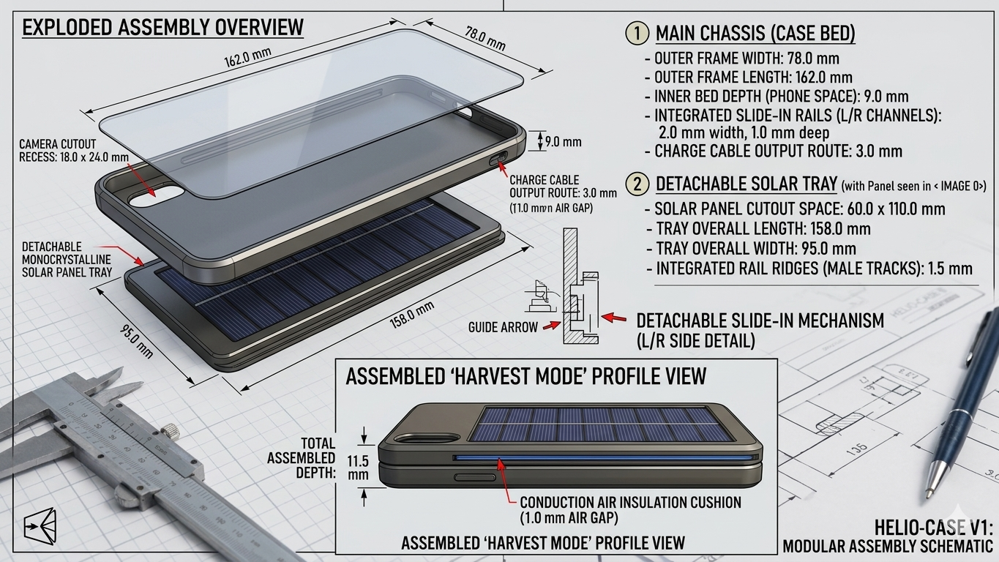 EXPLODED ASSEMBLY OVERVIEW
162.0 mm
78.0 mm
CAMERA CUTOUT
RECESS: 18.0 x 24.0 mm
9.0 mm
CHARGE CABLE
OUTPUT ROUTE: 3.0 mm
AIR GAP)
DETACHABLE
MONOCRYSTALLINE
SOLAR PANEL TRAY
95.0 mm
158.0 mm
1 MAIN CHASSIS (CASE BED)
- OUTER FRAME WIDTH: 78.0 mm
- OUTER FRAME LENGTH: 162.0 mm
- INNER BED DEPTH (PHONE SPACE): 9.0 mm
- INTEGRATED SLIDE-IN RAILS (L/R CHANNELS):
2.0 mm width, 1.0 mm deep
- CHARGE CABLE OUTPUT ROUTE: 3.0 mm
2 DETACHABLE SOLAR TRAY (with Panel seen in < IMAGE 0>)
- SOLAR PANEL CUTOUT SPACE: 60.0 x 110.0 mm
- TRAY OVERALL LENGTH: 158.0 mm
- TRAY OVERALL WIDTH: 95.0 mm
- INTEGRATED RAIL RIDGES (MALE TRACKS): 1.5 mm
GUIDE ARROW
DETACHABLE SLIDE-IN MECHANISM
(L/R SIDE DETAIL)
ASSEMBLED ‘HARVEST MODE’ PROFILE VIEW
TOTAL
ASSEMBLED
DEPTH:
11.5
mm
CONDUCTION AIR INSULATION CUSHION
(1.0 mm AIR GAP)
ASSEMBLED ‘HARVEST MODE’ PROFILE VIEW
HELIO-CASE V1:
MODULAR ASSEMBLY SCHEMATIC